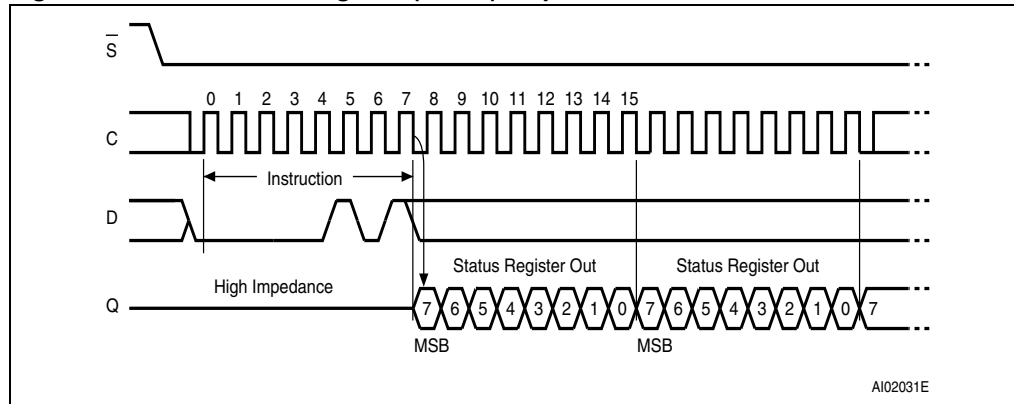 S
0 1 2 3 4 5 6 7 8 9 10 11 12 13 14 15
C
Instruction
D
Status Register Out Status Register Out
High Impedance
Q 7 6 5 4 3 2 1 0 7 6 5 4 3 2 1 0 7
MSB MSB
AI02031E